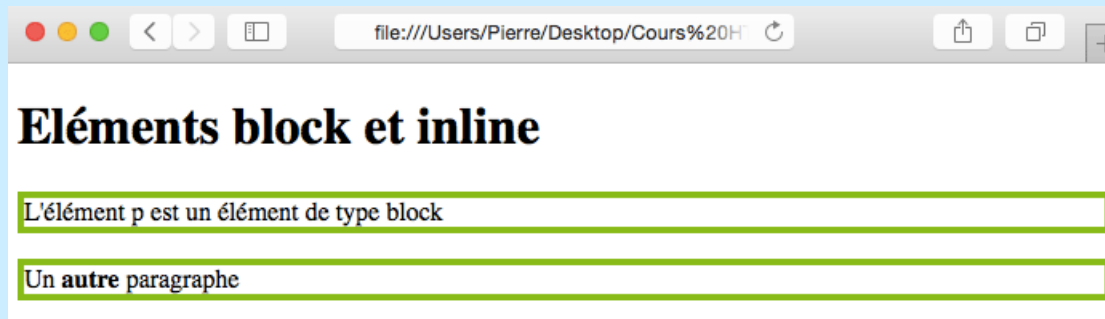 file:///Users/Pierre/Desktop/Cours%20H
Eléments block et inline
L'élément p est un élément de type block
Un autre paragraphe